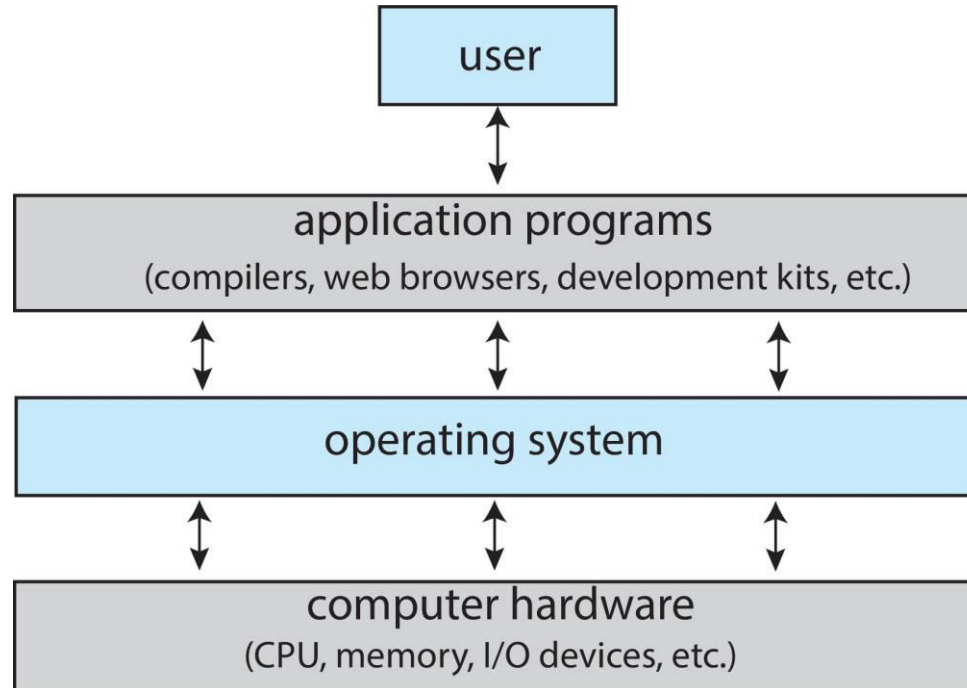 user
application programs
(compilers, web browsers, development kits, etc.)
operating system
computer hardware
(CPU, memory, I/O devices, etc.)